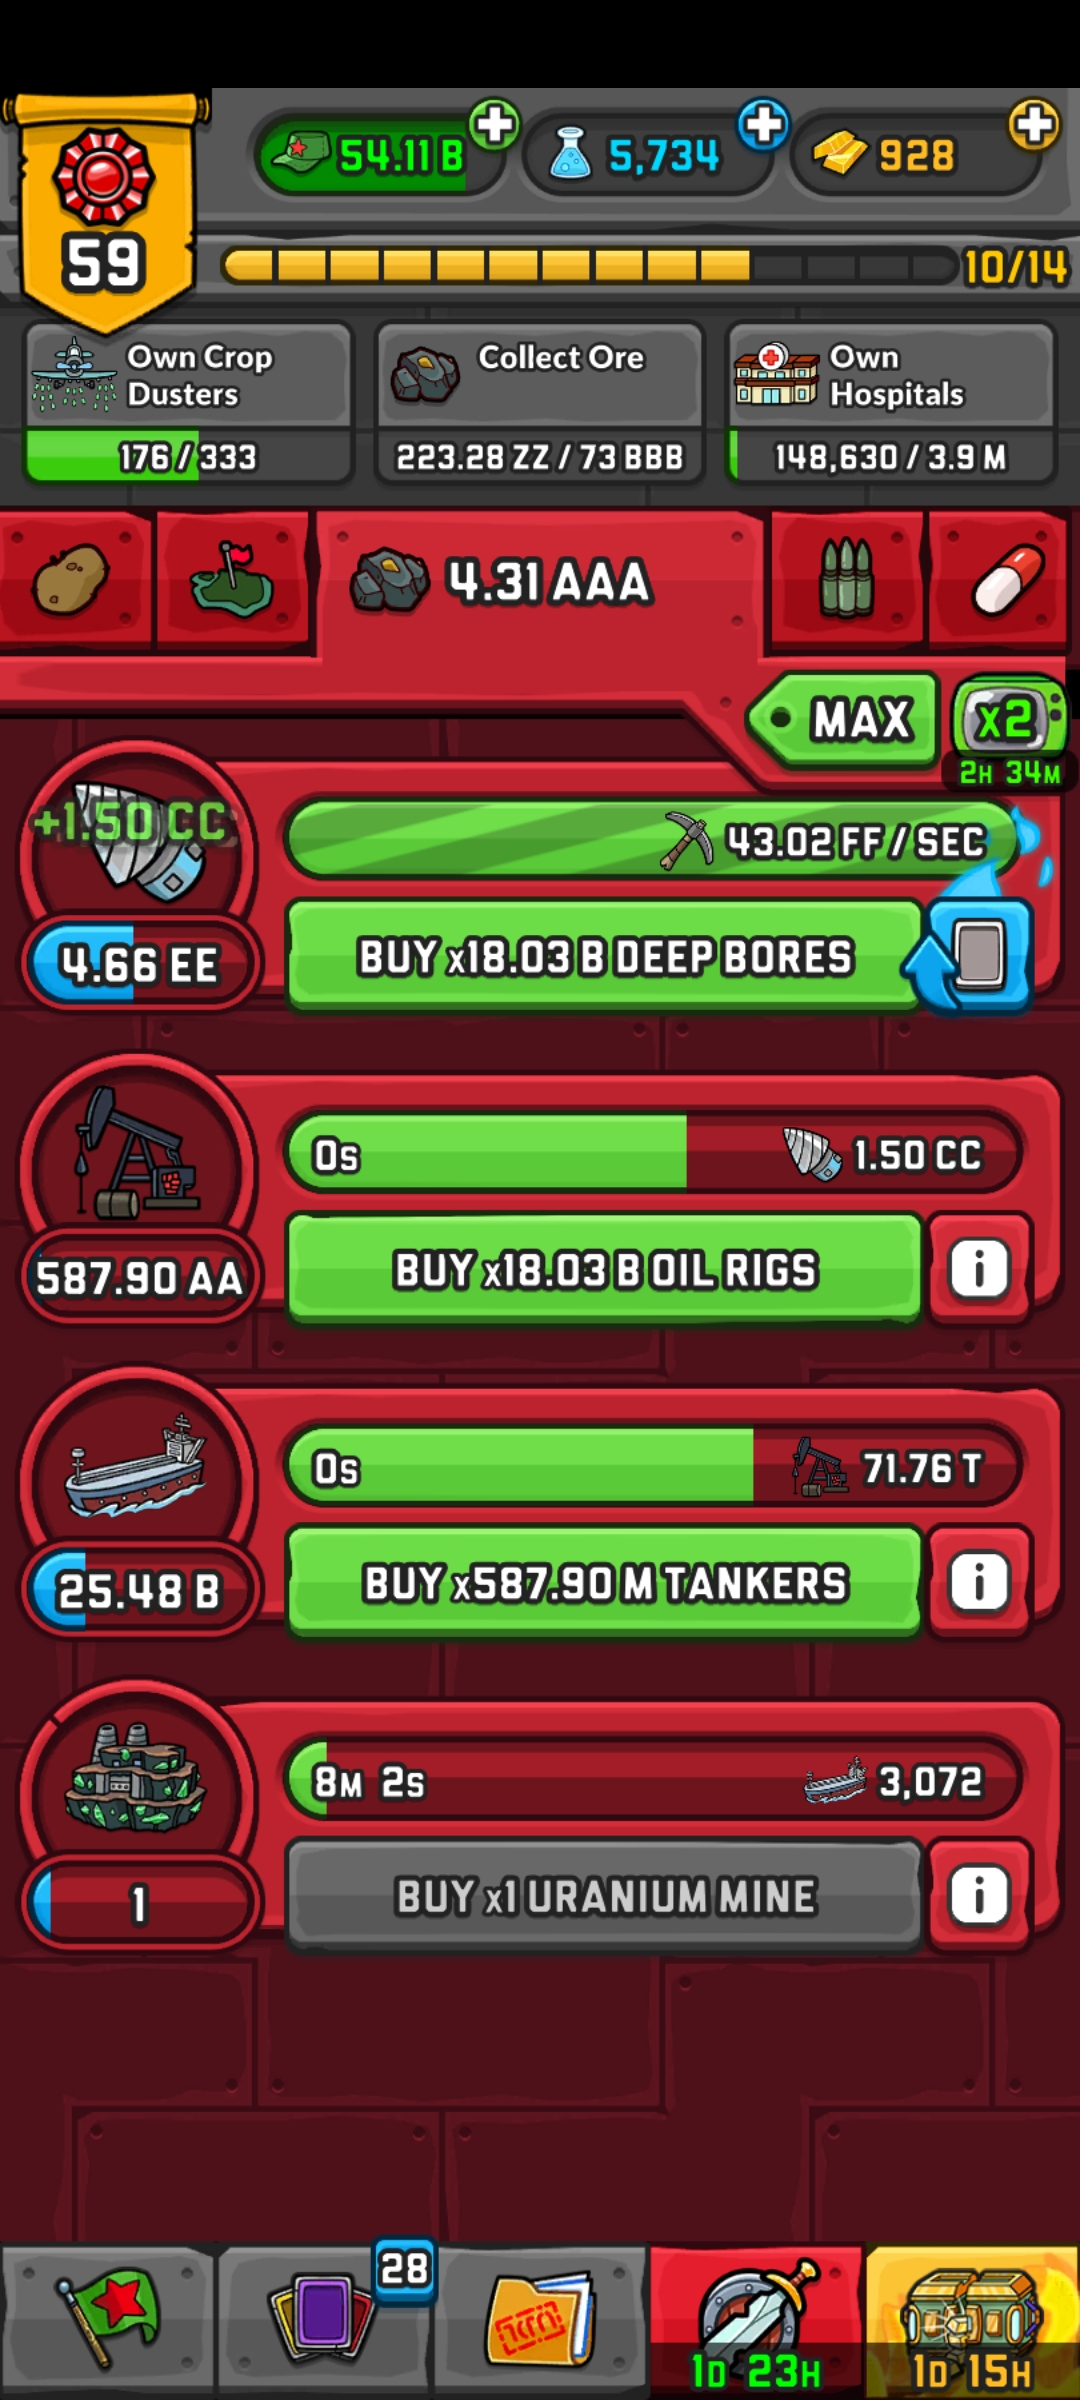 54.11 B
5,734
928
59
10/14
Own Crop
Dusters
176 / 333
Collect Ore
223.28 ZZ / 73 BBB
Own
Hospitals
148,630 / 3.9 M
4.31 AAA
MAX
x2
2H 34M
+1.50 CC
43.02 FF / SEC
4.66 EE
BUY x18.03 B DEEP BORES
0s
1.50 CC
587.90 AA
BUY x18.03 B OIL RIGS
i
0s
71.76 T
25.48 B
BUY x587.90 M TANKERS
i
8M 2s
3,072
1
BUY x1 URANIUM MINE
i
28
1D 23H
1D 15H